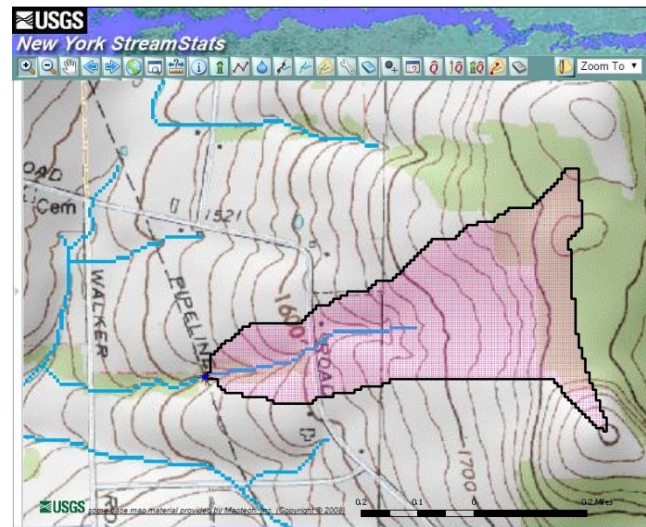 USGS
New York StreamStats
Zoom To
OAD
Cem
1521
WALKER
PIPELINE
1600
ROAD
1700
USGS some base map material provided by Maptech, Inc. (Copyright © 2008)
0.2 0.1 0 0.2 Miles